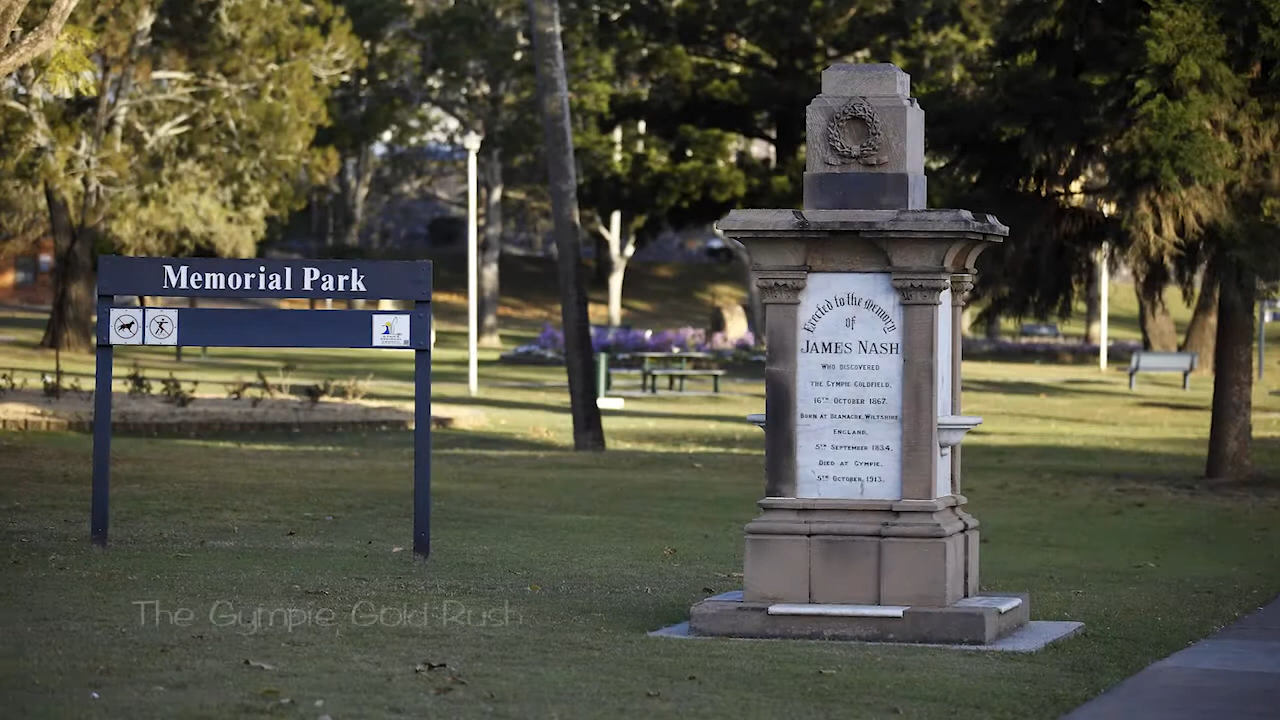 Memorial Park
Erected to the Memory
of
JAMES NASH
WHO DISCOVERED
THE GYMPIE GOLDFIELD,
16TH OCTOBER 1867.
BORN AT BEANACRE, WILTSHIRE
ENGLAND,
5TH SEPTEMBER 1834.
DIED AT GYMPIE.
5TH OCTOBER 1913.
The Gympie Gold Rush